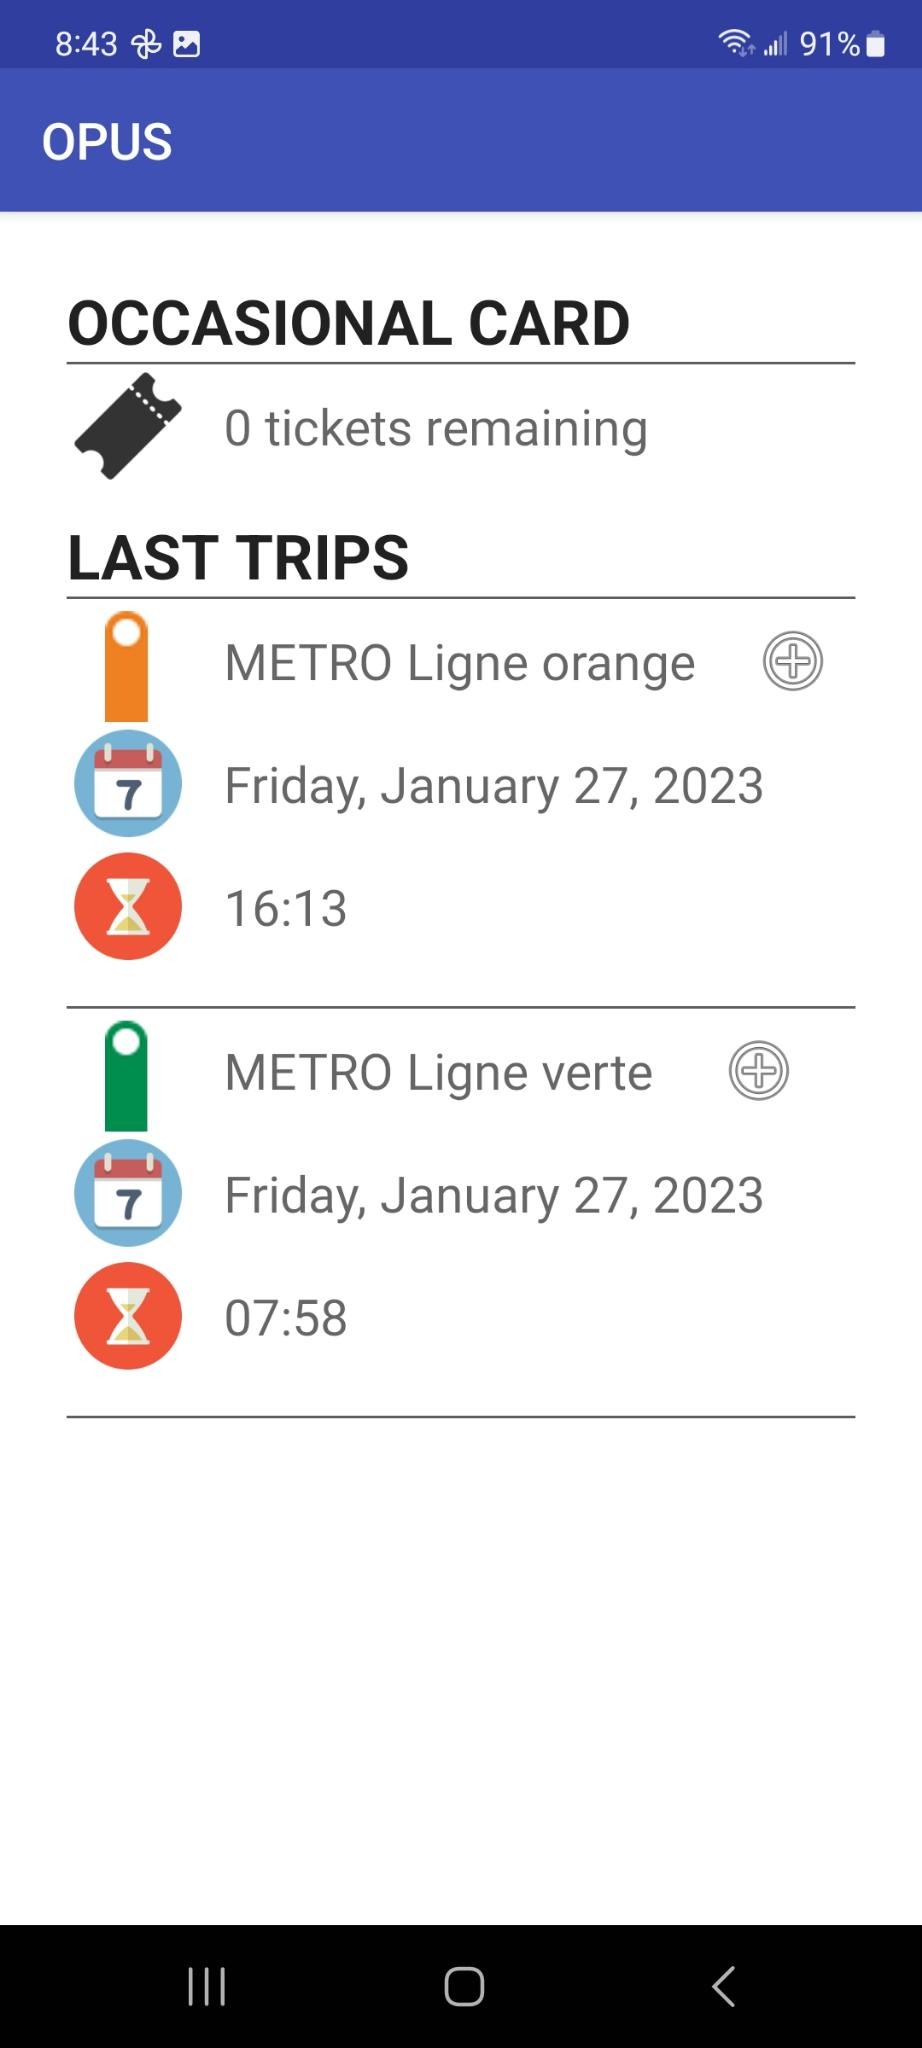 8:43 91%
OPUS
OCCASIONAL CARD
0 tickets remaining
LAST TRIPS
METRO Ligne orange
7 Friday, January 27, 2023
16:13
METRO Ligne verte
7 Friday, January 27, 2023
07:58